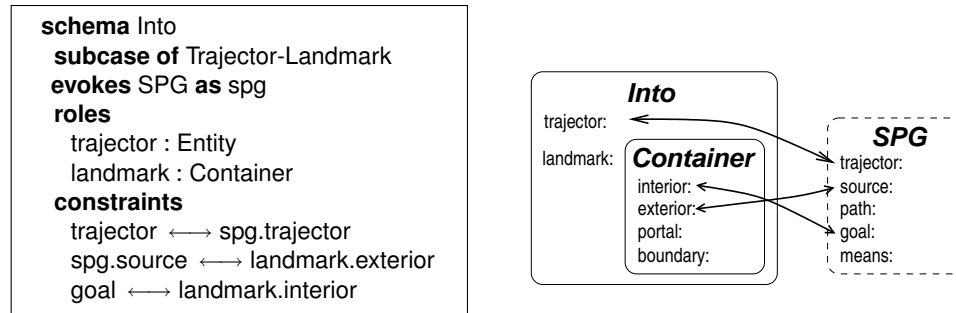 schema Into
subcase of Trajector-Landmark
evokes SPG as spg
roles
trajector : Entity
landmark : Container
constraints
trajector ⟷ spg.trajector
spg.source ⟷ landmark.exterior
goal ⟷ landmark.interior
Into
trajector:
landmark:
Container
interior:
exterior:
portal:
boundary:
SPG
trajector:
source:
path:
goal:
means: